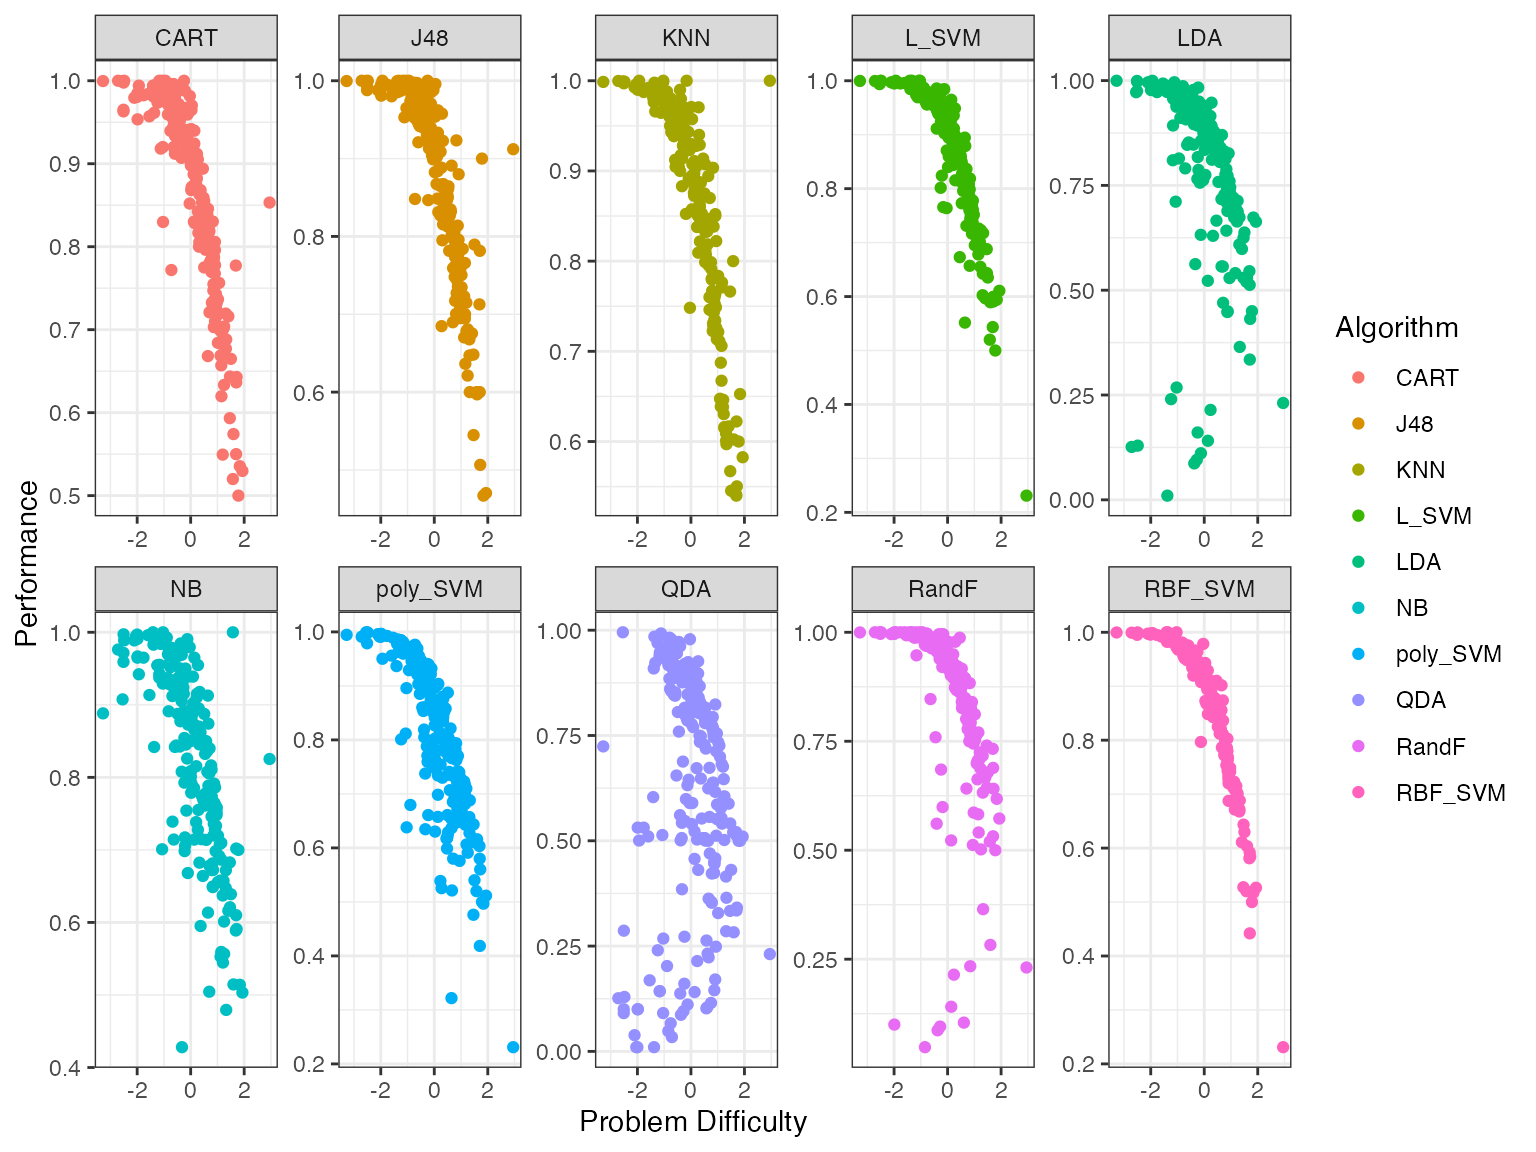 CART J48 KNN L_SVM LDA
1.0 0.9 0.8 0.7 0.6 0.5
1.0 0.8 0.6
1.0 0.9 0.8 0.7 0.6
1.0 0.8 0.6 0.4 0.2
1.00 0.75 0.50 0.25 0.00
-2 0 2 -2 0 2 -2 0 2 -2 0 2 -2 0 2
Performance
NB poly_SVM QDA RandF RBF_SVM
1.0 0.8 0.6 0.4
1.0 0.8 0.6 0.4 0.2
1.00 0.75 0.50 0.25 0.00
1.00 0.75 0.50 0.25
1.0 0.8 0.6 0.4 0.2
-2 0 2 -2 0 2 -2 0 2 -2 0 2 -2 0 2
Problem Difficulty
Algorithm
CART
J48
KNN
L_SVM
LDA
NB
poly_SVM
QDA
RandF
RBF_SVM